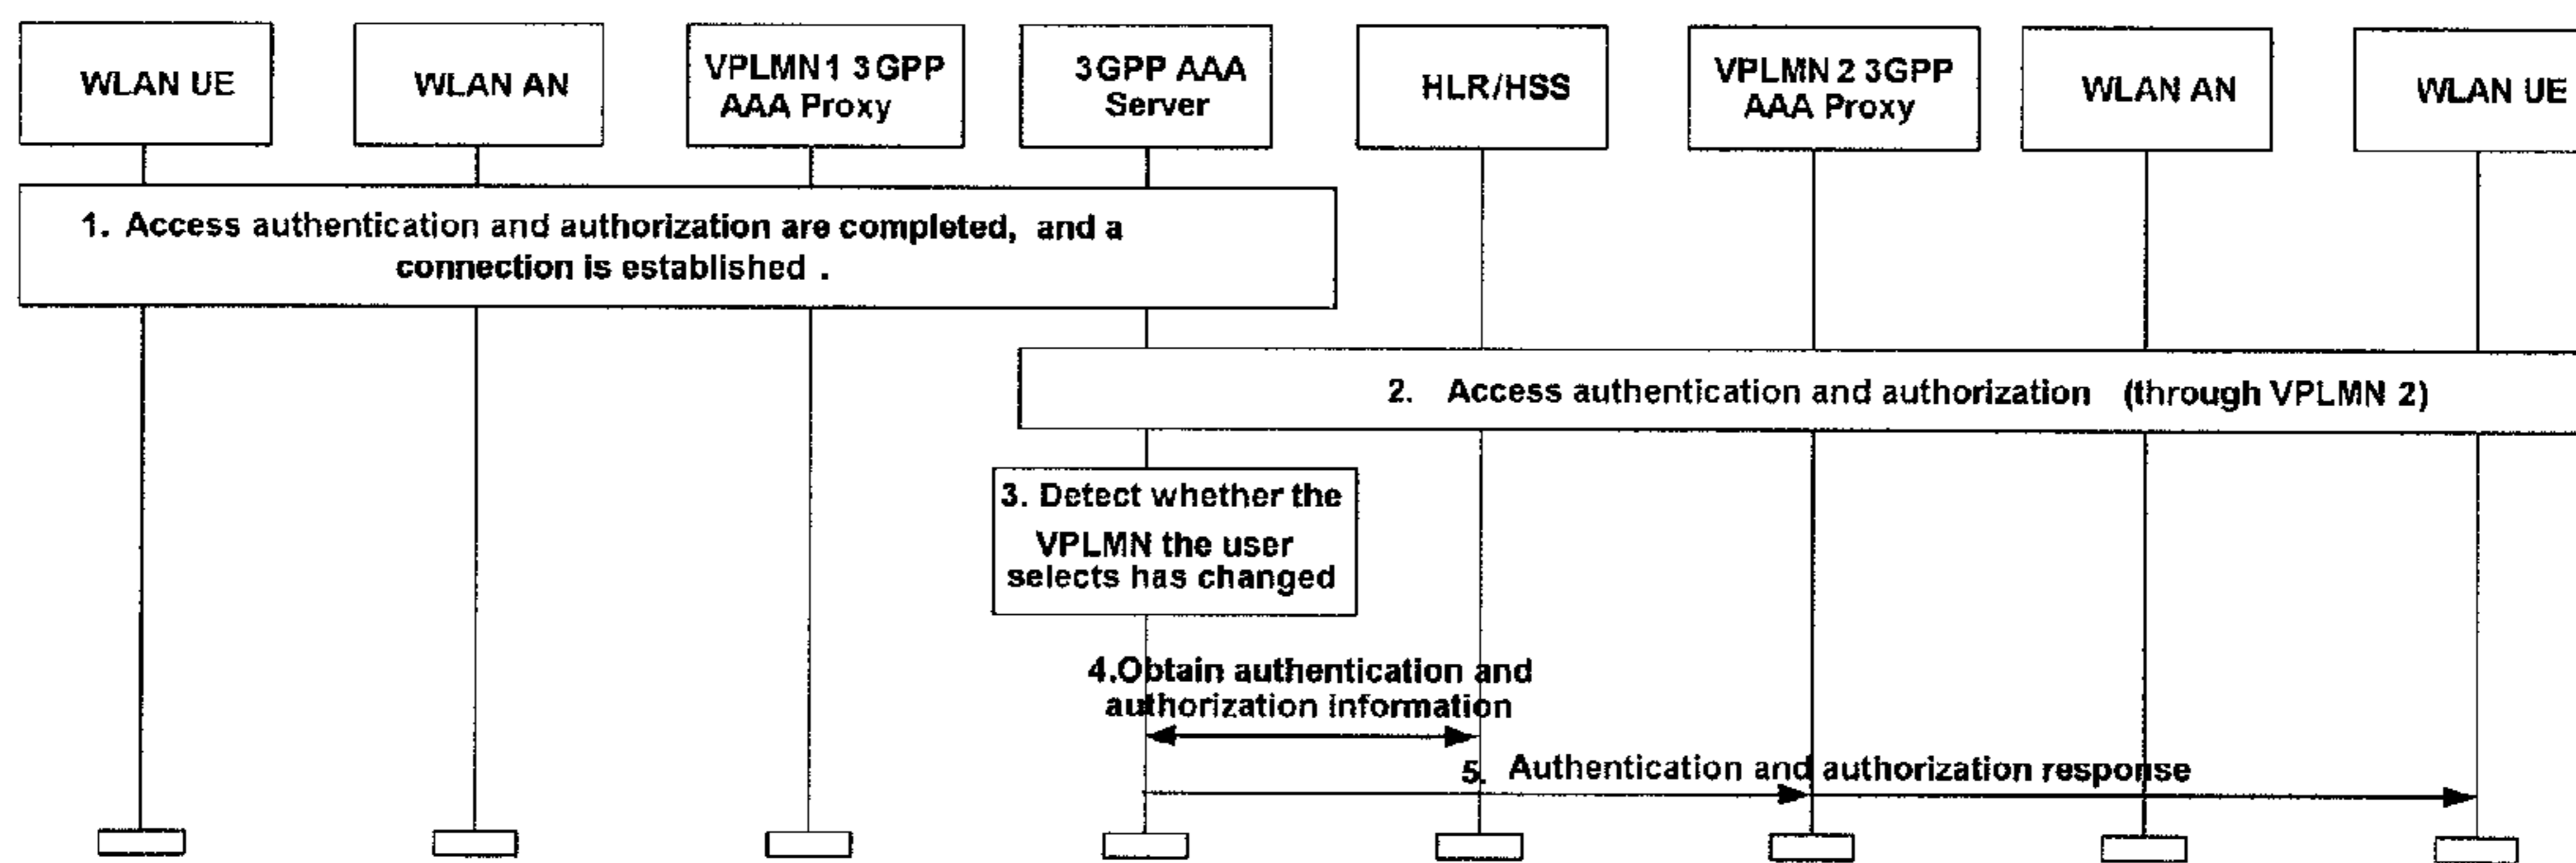 WLAN UE
WLAN AN
VPLMN1 3GPP
AAA Proxy
3GPP AAA
Server
HLR/HSS
VPLMN 2 3GPP
AAA Proxy
WLAN AN
WLAN UE
1. Access authentication and authorization are completed, and a
connection is established .
2. Access authentication and authorization (through VPLMN 2)
3. Detect whether the
VPLMN the user
selects has changed
4.Obtain authentication and
authorization information
5. Authentication and authorization response